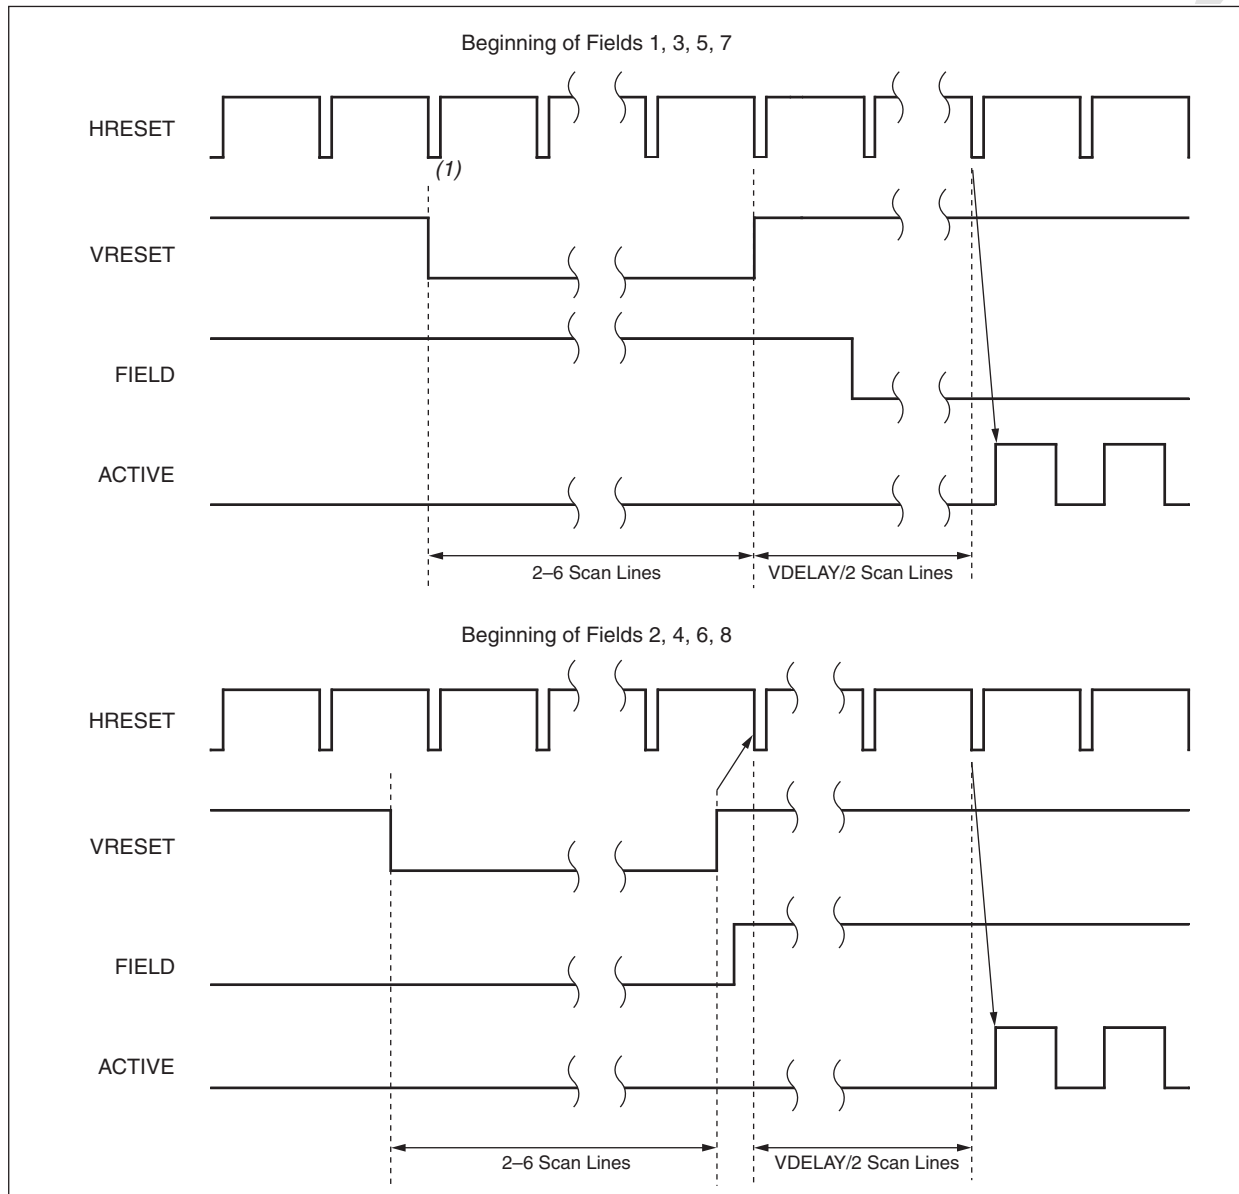 Beginning of Fields 1, 3, 5, 7
HRESET
(1)
VRESET
FIELD
ACTIVE
2–6 Scan Lines
VDELAY/2 Scan Lines
Beginning of Fields 2, 4, 6, 8
HRESET
VRESET
FIELD
ACTIVE
2–6 Scan Lines
VDELAY/2 Scan Lines